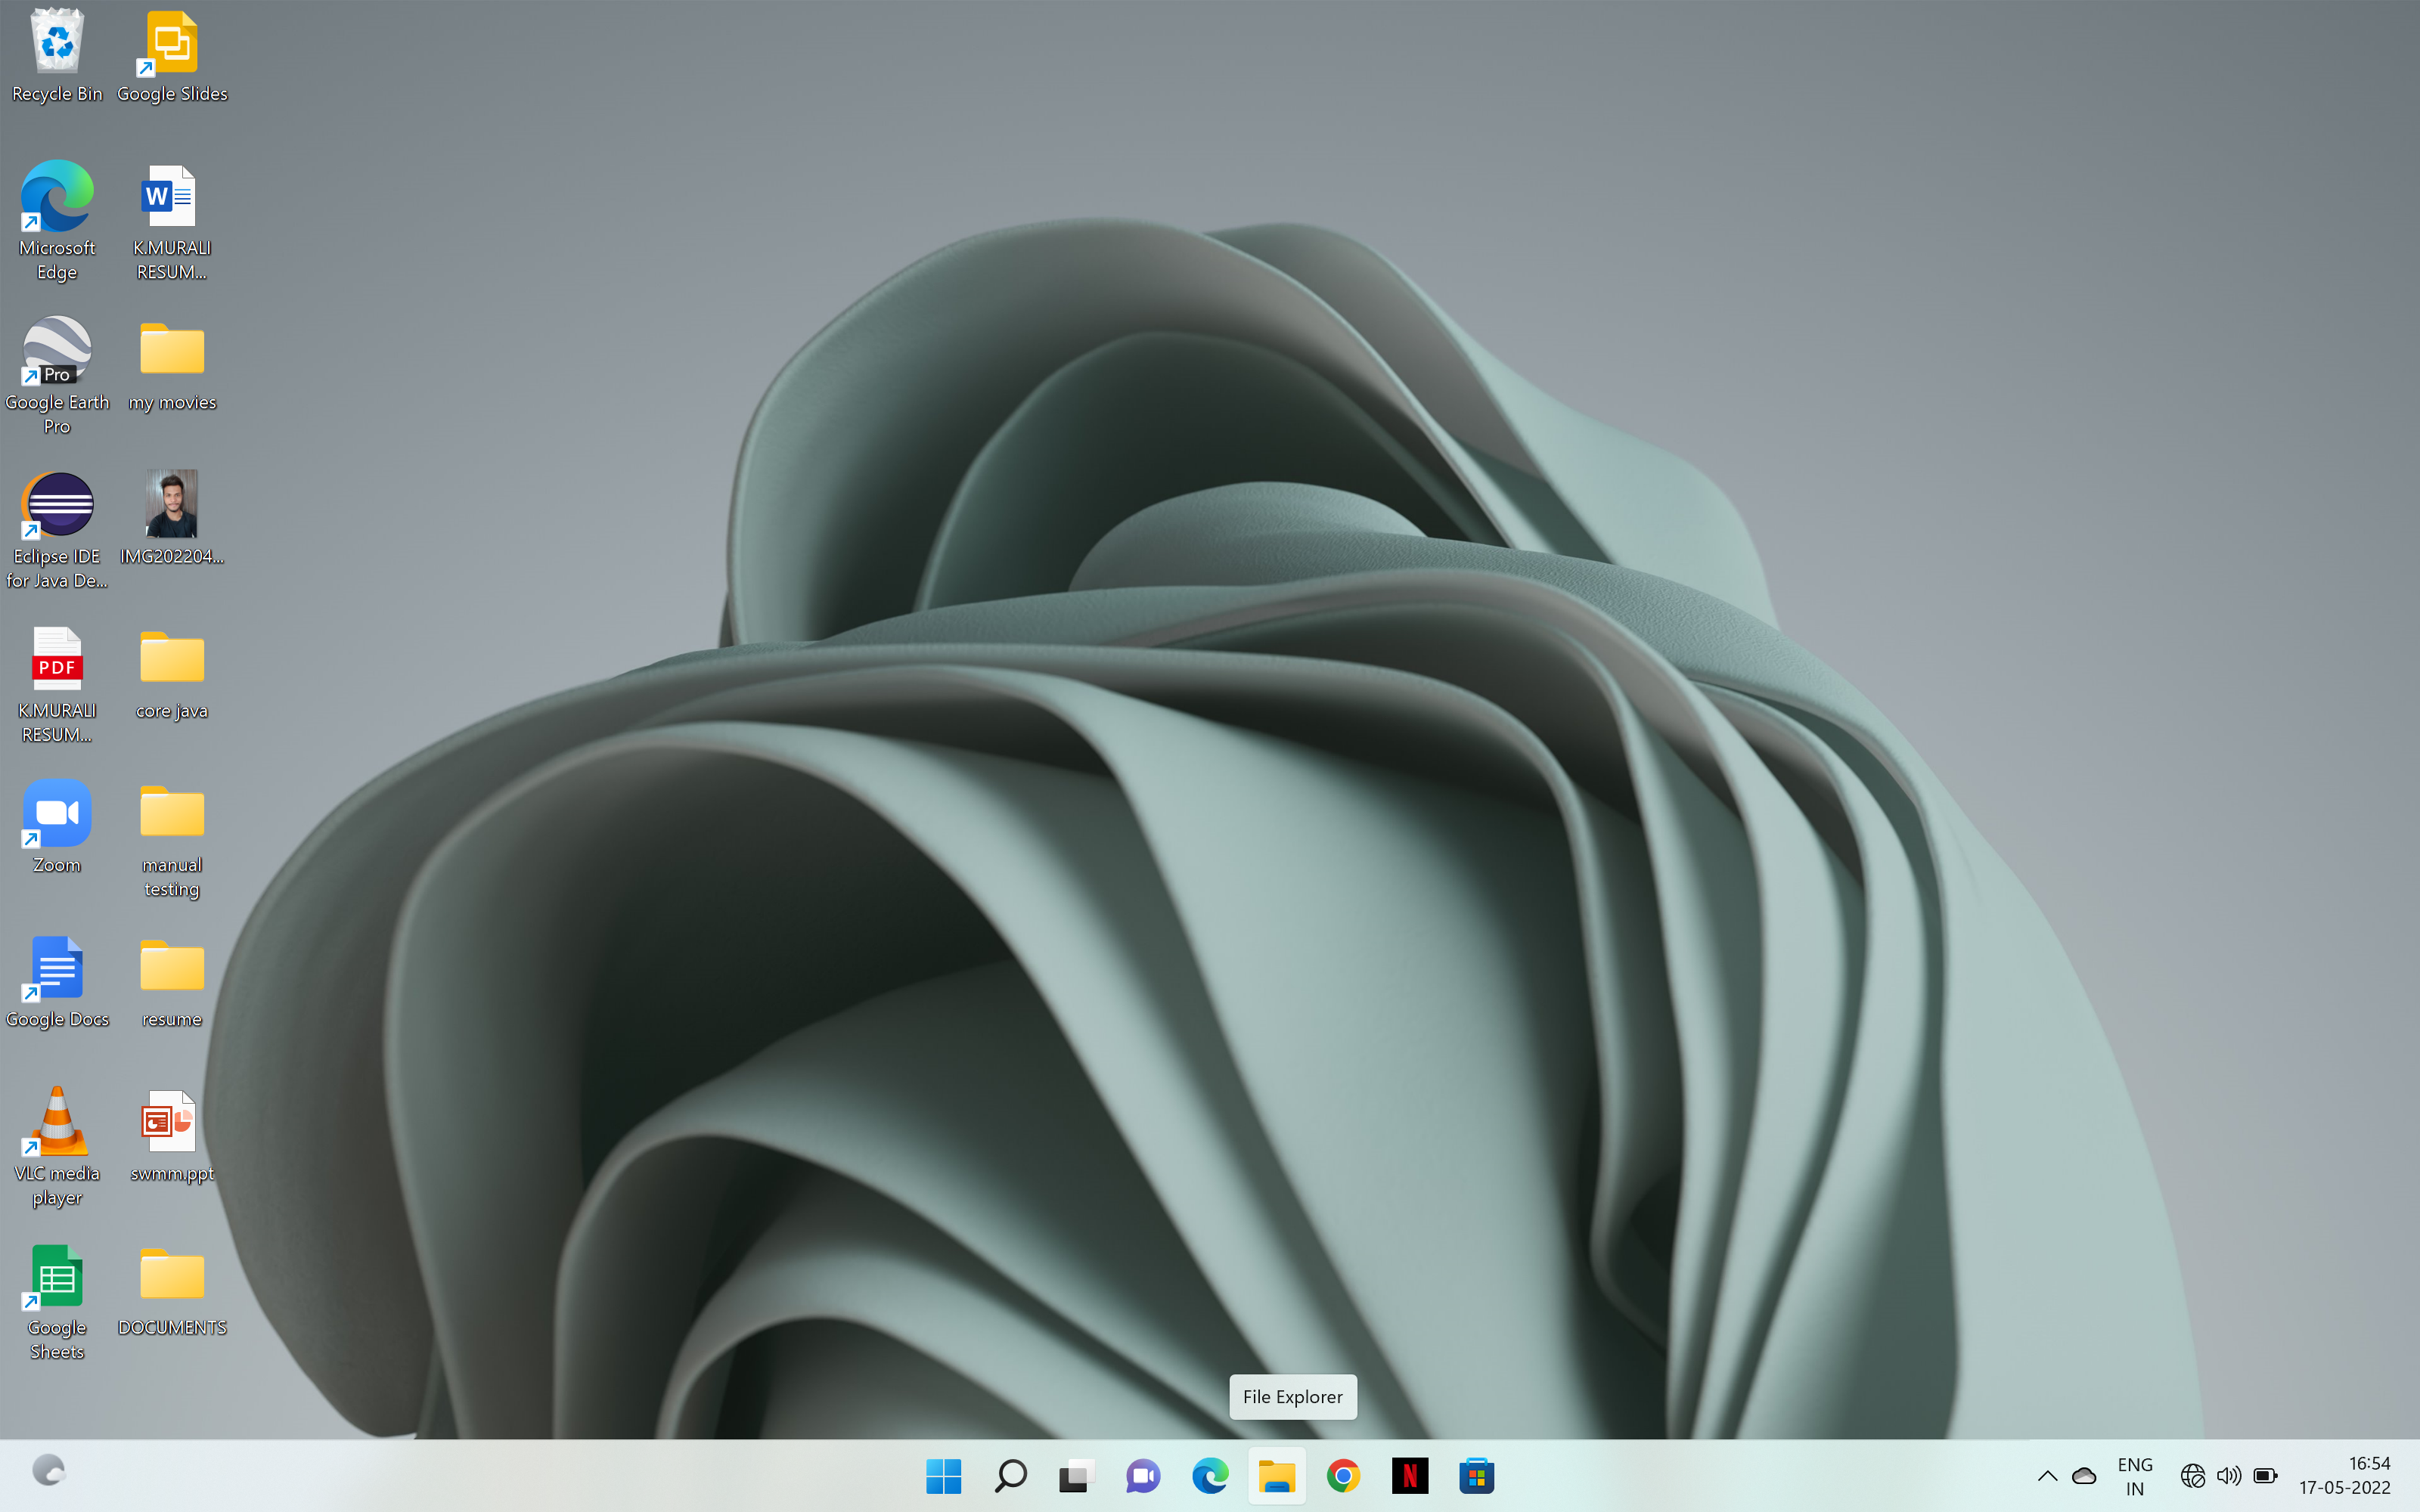 Recycle Bin
Google Slides
Microsoft
Edge
W
K.MURALI
RESUM...
Pro
Google Earth
Pro
my movies
Eclipse IDE
for Java De...
IMG202204...
PDF
K.MURALI
RESUM...
core java
Zoom
manual
testing
Google Docs
resume
VLC media
player
swmm.ppt
Google
Sheets
DOCUMENTS
File Explorer
N
ENG
IN
16:54
17-05-2022